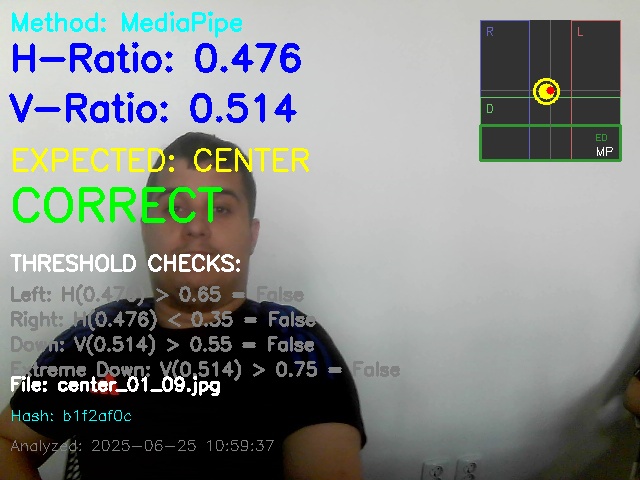 Method: MediaPipe
H-Ratio: 0.476
V-Ratio: 0.514
EXPECTED: CENTER
CORRECT
THRESHOLD CHECKS:
Left: H(0.476) > 0.65 = False
Right: H(0.476) < 0.35 = False
Down: V(0.514) > 0.55 = False
Extreme Down: V(0.514) > 0.75 = False
File: center_01_09.jpg
Hash: b1f2af0c
Analyzed: 2025-06-25 10:59:37
R L
D
ED
MP